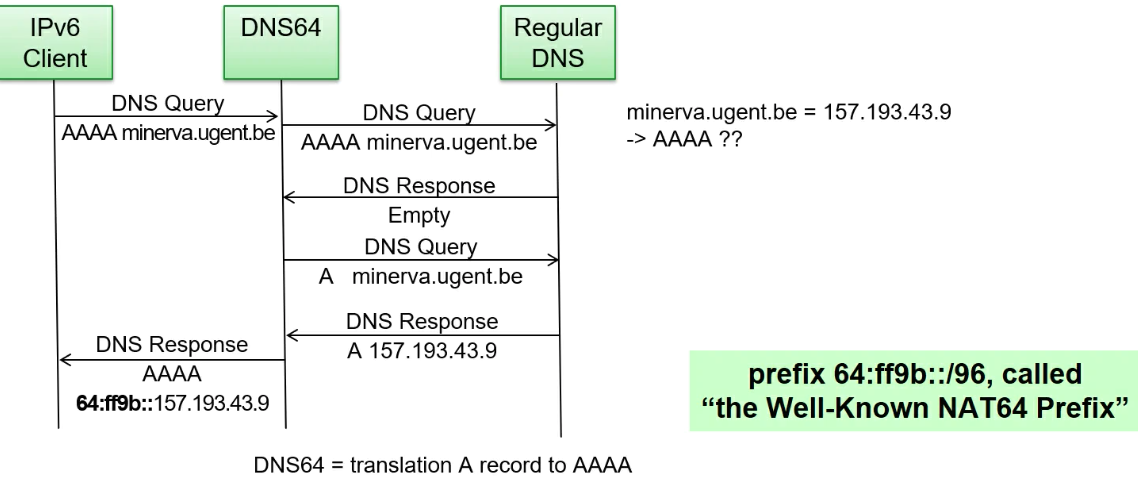 IPv6
Client
DNS64
Regular
DNS
DNS Query
AAAA minerva.ugent.be
DNS Query
AAAA minerva.ugent.be
minerva.ugent.be = 157.193.43.9
-> AAAA ??
DNS Response
Empty
DNS Query
A minerva.ugent.be
DNS Response
A 157.193.43.9
DNS Response
AAAA
64:ff9b::157.193.43.9
prefix 64:ff9b::/96, called
“the Well-Known NAT64 Prefix”
DNS64 = translation A record to AAAA